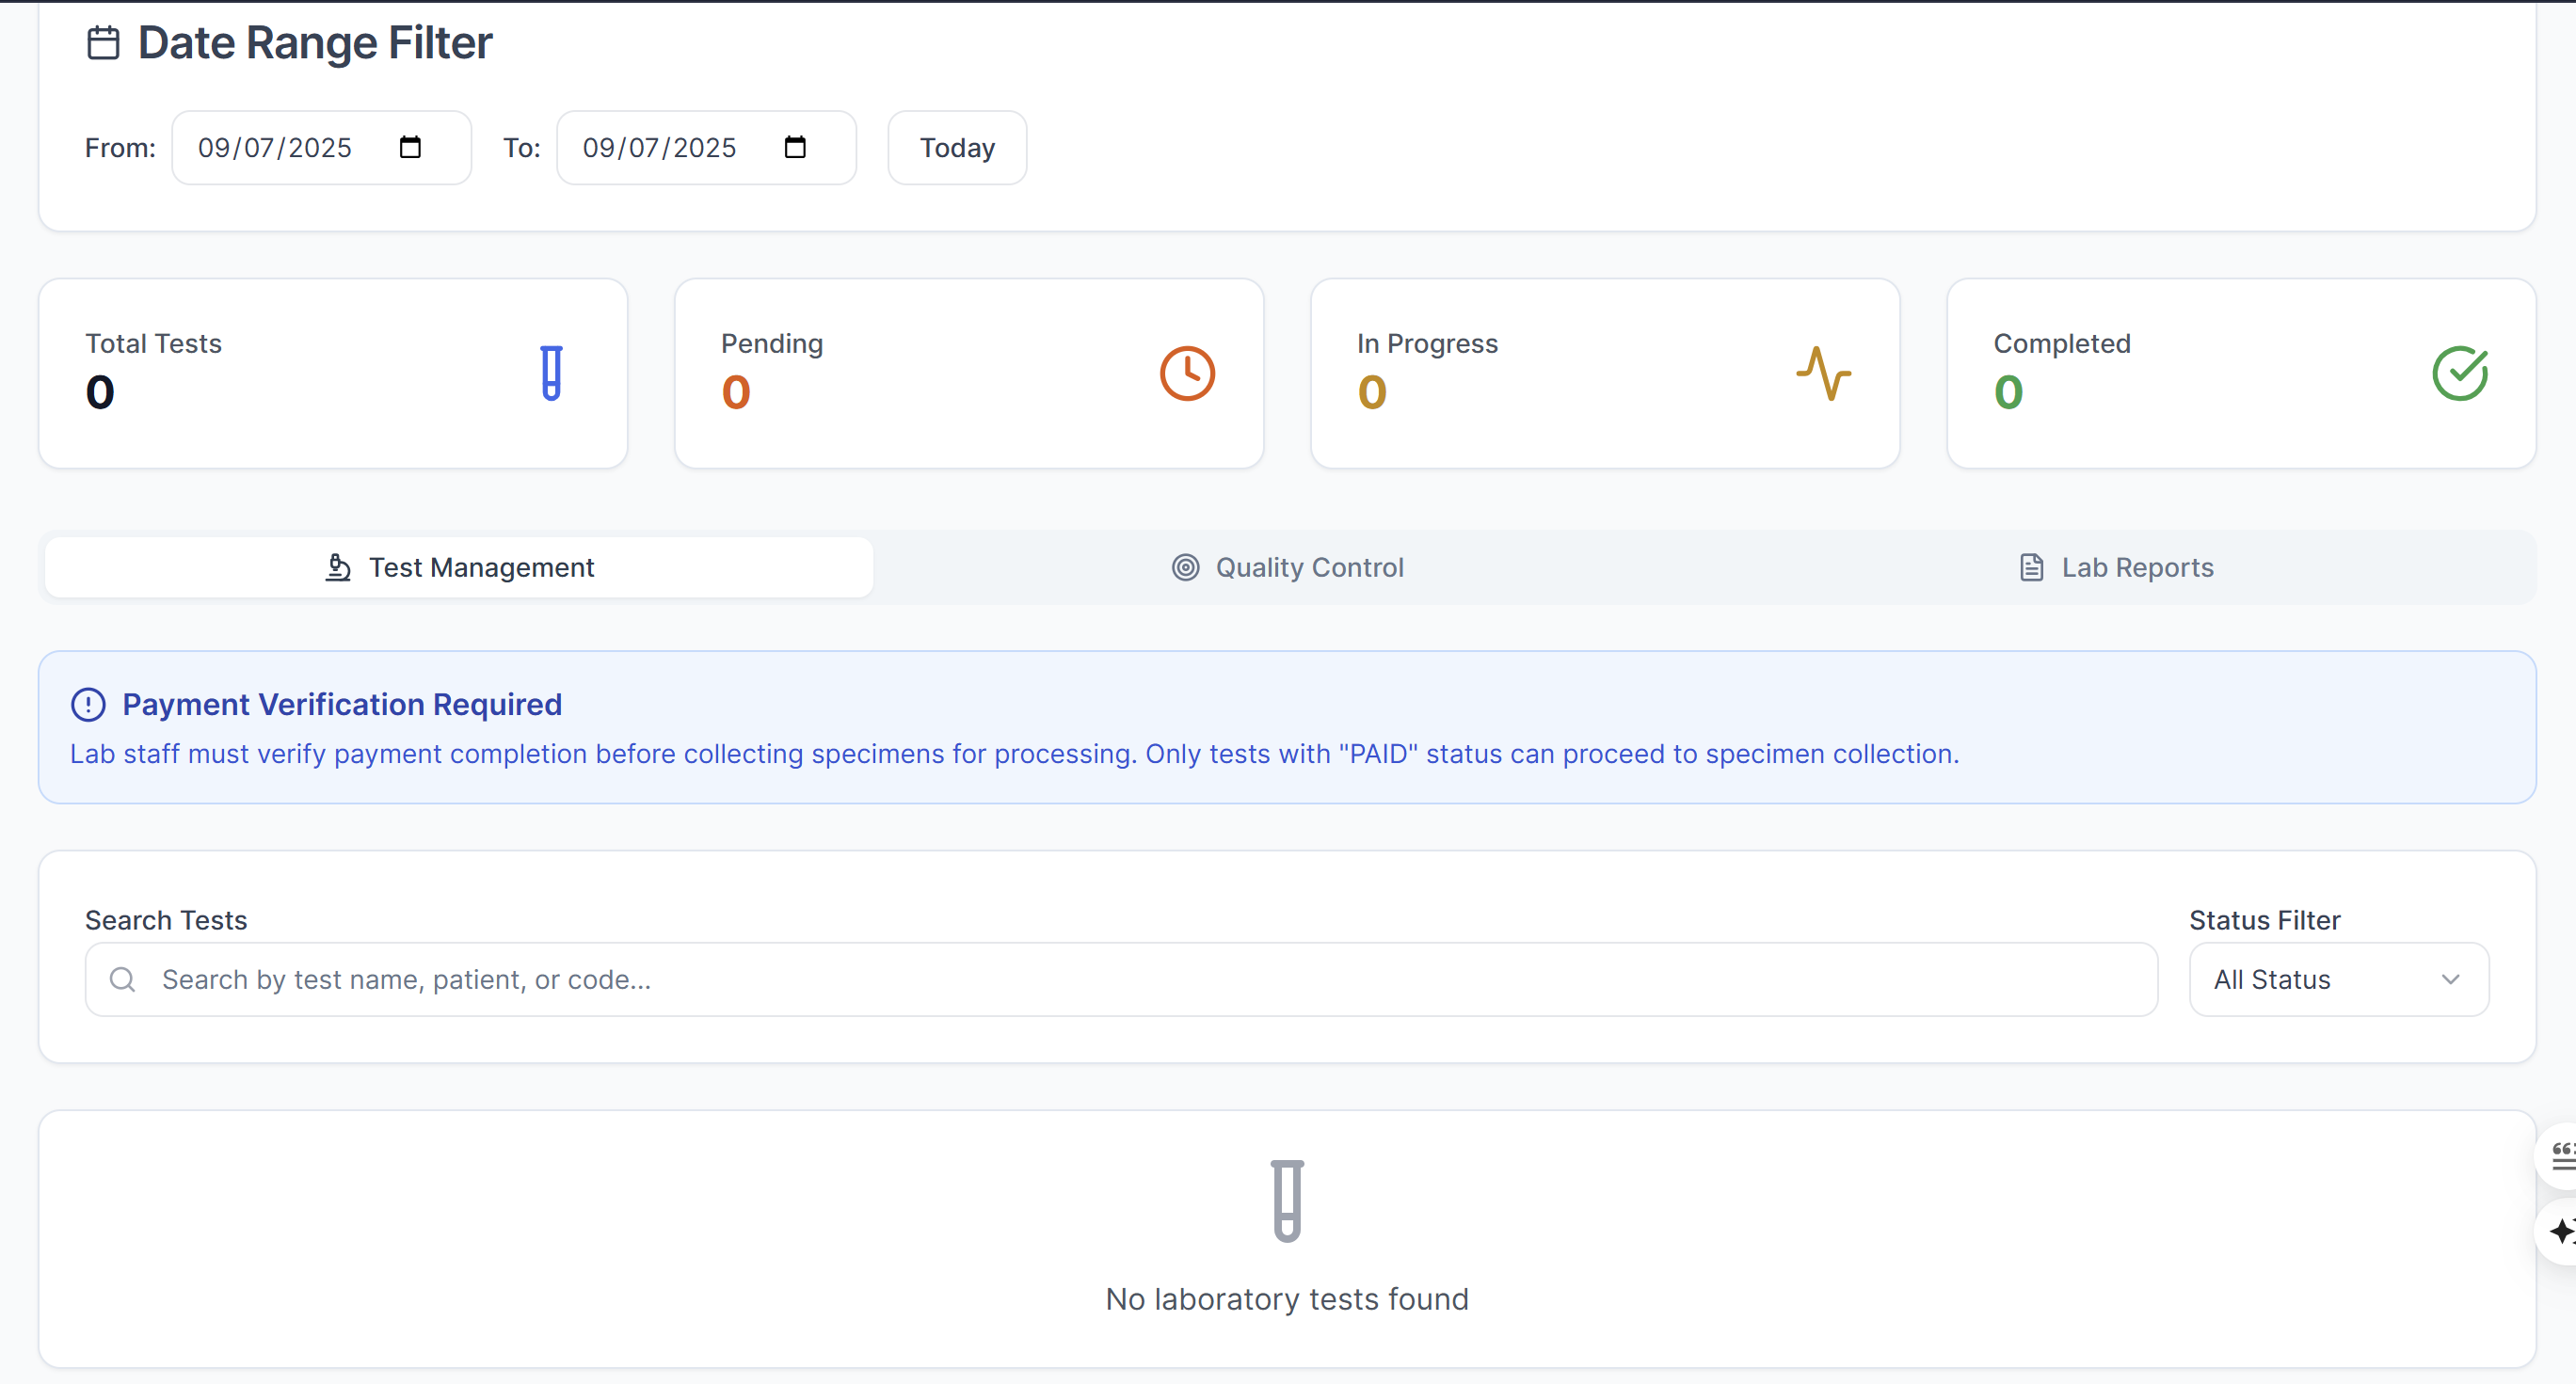 Date Range Filter
From: 09/07/2025 To: 09/07/2025 Today
Total Tests
0
Pending
0
In Progress
0
Completed
0
Test Management
Quality Control
Lab Reports
Payment Verification Required
Lab staff must verify payment completion before collecting specimens for processing. Only tests with "PAID" status can proceed to specimen collection.
Search Tests
Search by test name, patient, or code...
Status Filter
All Status
No laboratory tests found